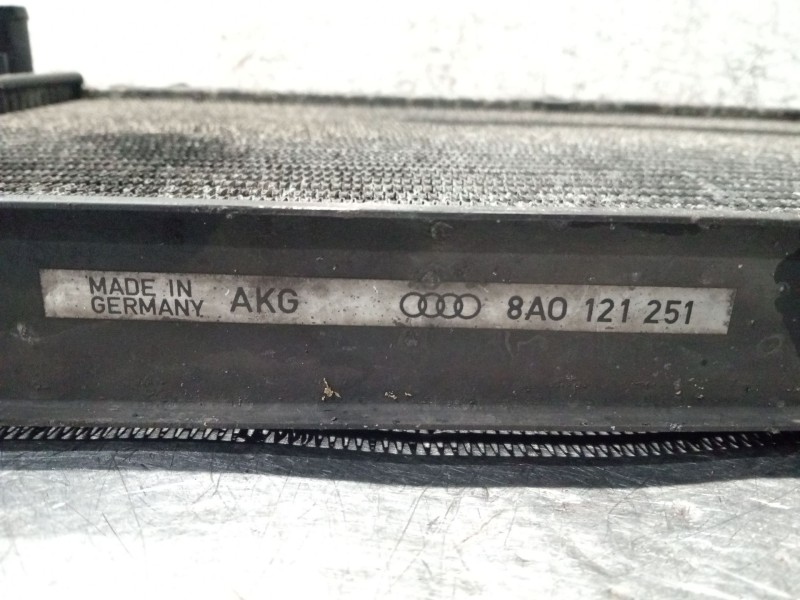 MADE IN
GERMANY
AKG
8A0 121 251